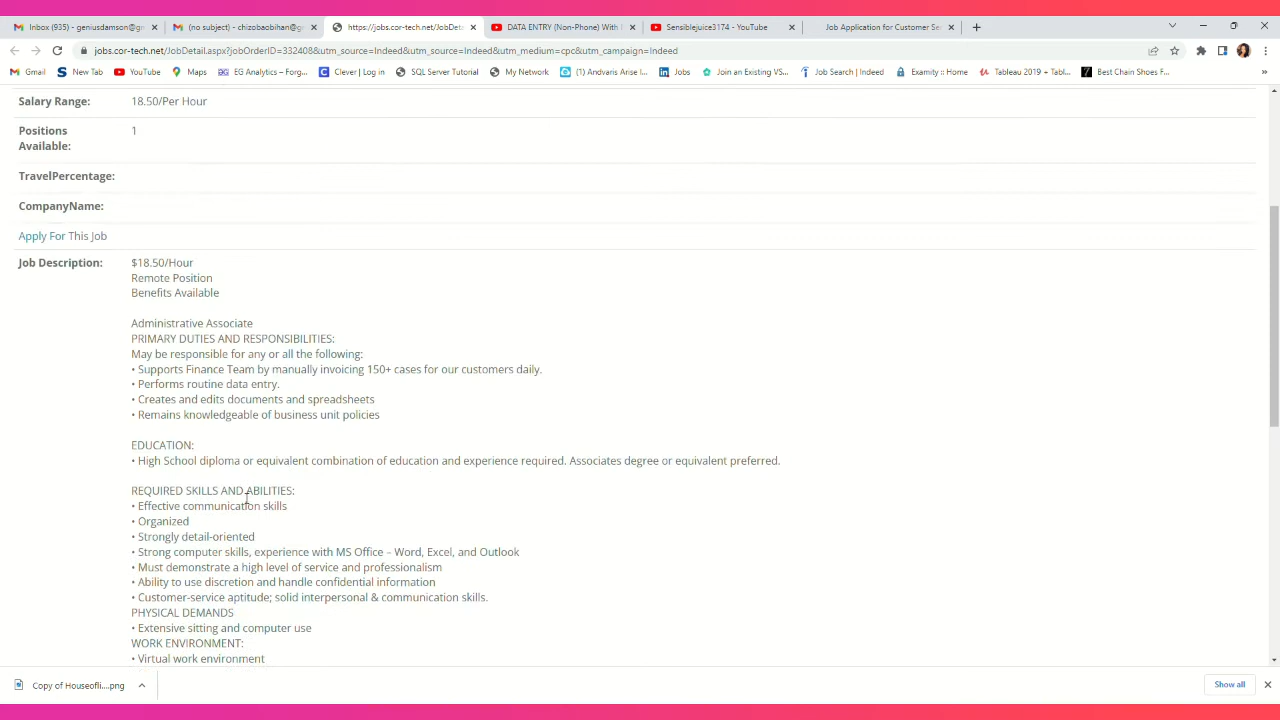 Inbox (935) - geniusdamson@g
(no subject) - chizobaobihan@g
https://jobs.cor-tech.net/JobDeta
DATA ENTRY (Non-Phone) With
Sensiblejuice3174 - YouTube
Job Application for Customer Se
jobs.cor-tech.net/JobDetail.aspx?jobOrderID=332408&utm_source=Indeed&utm_source=Indeed&utm_medium=cpc&utm_campaign=Indeed
Gmail
New Tab
YouTube
Maps
EG Analytics – Forg...
Clever | Log in
SQL Server Tutorial
My Network
(1) Andvaris Arise I...
Jobs
Join an Existing VS...
Job Search | Indeed
Examity :: Home
Tableau 2019 + Tabl...
Best Chain Shoes F...
Salary Range: 18.50/Per Hour
Positions 1
Available:
TravelPercentage:
CompanyName:
Apply For This Job
Job Description: $18.50/Hour
Remote Position
Benefits Available
Administrative Associate
PRIMARY DUTIES AND RESPONSIBILITIES:
May be responsible for any or all the following:
• Supports Finance Team by manually invoicing 150+ cases for our customers daily.
• Performs routine data entry.
• Creates and edits documents and spreadsheets
• Remains knowledgeable of business unit policies
EDUCATION:
• High School diploma or equivalent combination of education and experience required. Associates degree or equivalent preferred.
REQUIRED SKILLS AND ABILITIES:
• Effective communication skills
• Organized
• Strongly detail-oriented
• Strong computer skills, experience with MS Office – Word, Excel, and Outlook
• Must demonstrate a high level of service and professionalism
• Ability to use discretion and handle confidential information
• Customer-service aptitude; solid interpersonal & communication skills.
PHYSICAL DEMANDS
• Extensive sitting and computer use
WORK ENVIRONMENT:
• Virtual work environment
Copy of Houseofli....png
Show all